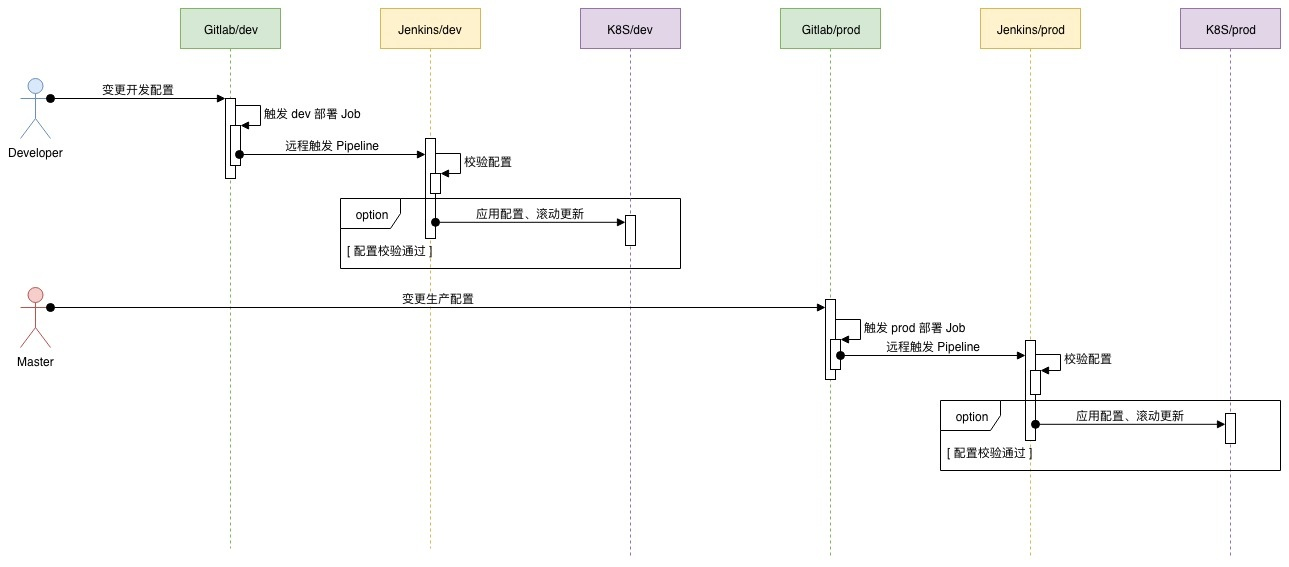 Gitlab/dev
Jenkins/dev
K8S/dev
Gitlab/prod
Jenkins/prod
K8S/prod
变更开发配置
触发 dev 部署 Job
远程触发 Pipeline
Developer
校验配置
option
应用配置、滚动更新
[ 配置校验通过 ]
变更生产配置
触发 prod 部署 Job
远程触发 Pipeline
Master
校验配置
option
应用配置、滚动更新
[ 配置校验通过 ]